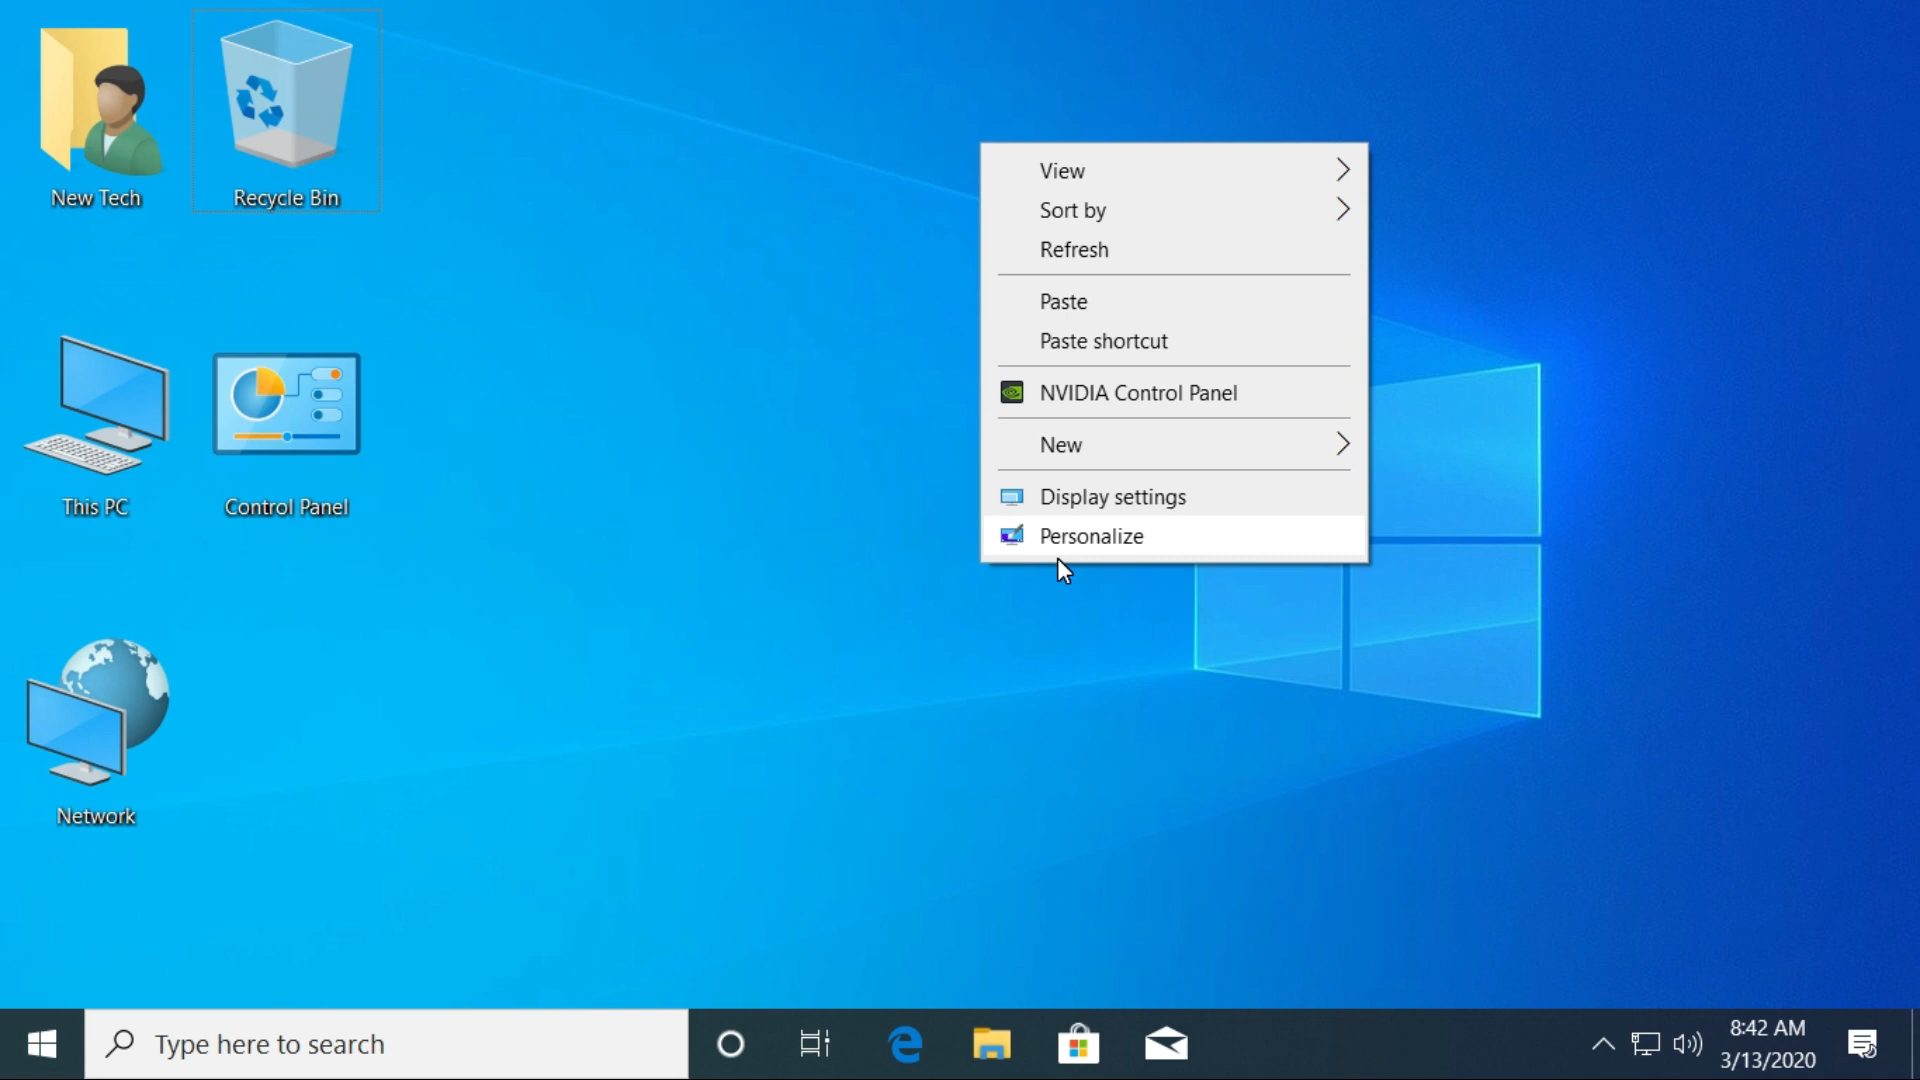 New Tech
Recycle Bin
This PC
Control Panel
Network
View
Sort by
Refresh
Paste
Paste shortcut
NVIDIA Control Panel
New
Display settings
Personalize
Type here to search
8:42 AM
3/13/2020